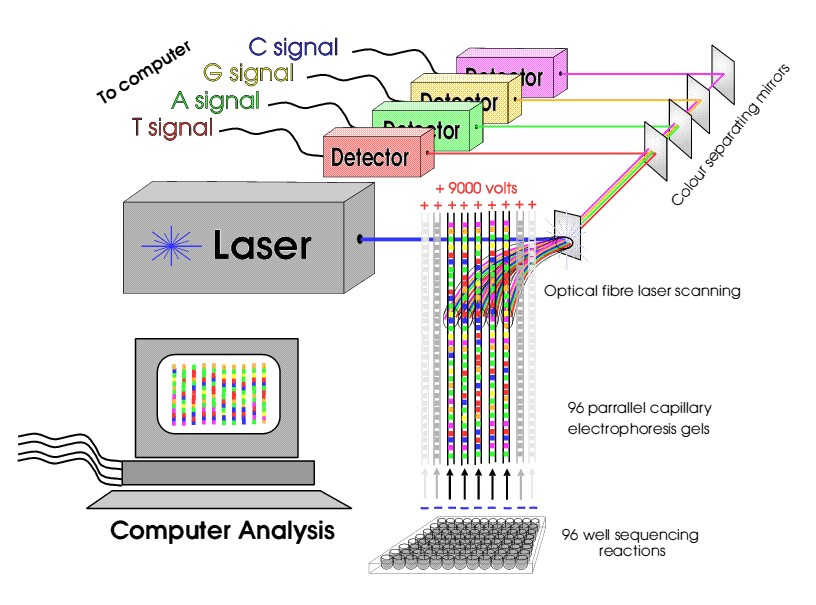 C signal
G signal
A signal
T signal
To computer
Detector
Detector
Detector
Detector
Colour separating mirrors
+ 9000 volts
+ + + + + + + + +
Laser
Optical fibre laser scanning
96 parrallel capillary
electrophoresis gels
Computer Analysis
96 well sequencing
reactions